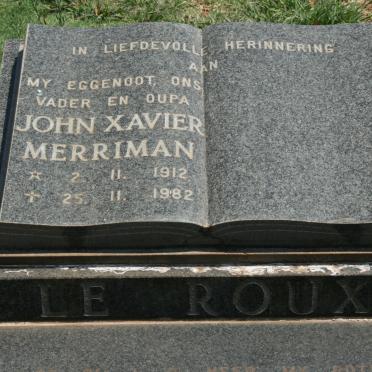 IN LIEFDEVOLLE HERINNERING
AAN
MY EGGENOOT, ONS
VADER EN OUPA
JOHN XAVIER
MERRIMAN
☆ 2. 11. 1912
✝ 25. 11. 1982
LE ROUX